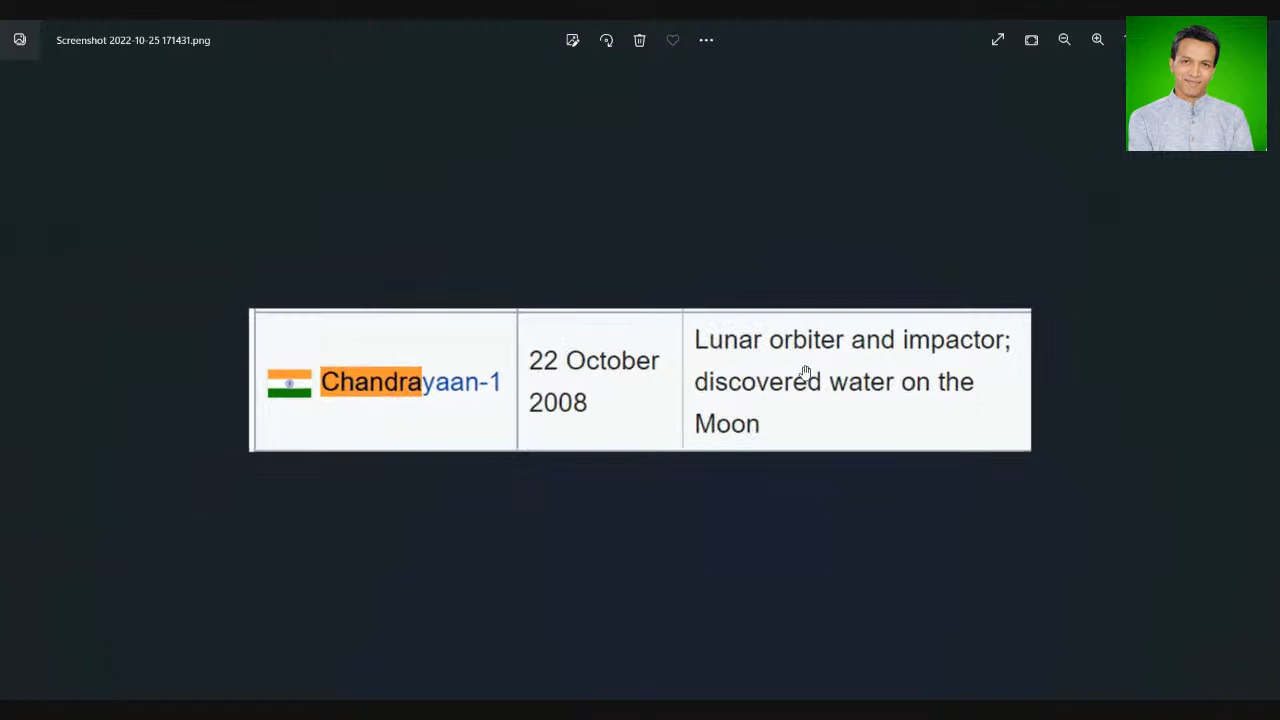 Screenshot 2022-10-25 171431.png
Chandrayaan-1
22 October
2008
Lunar orbiter and impactor;
discovered water on the
Moon